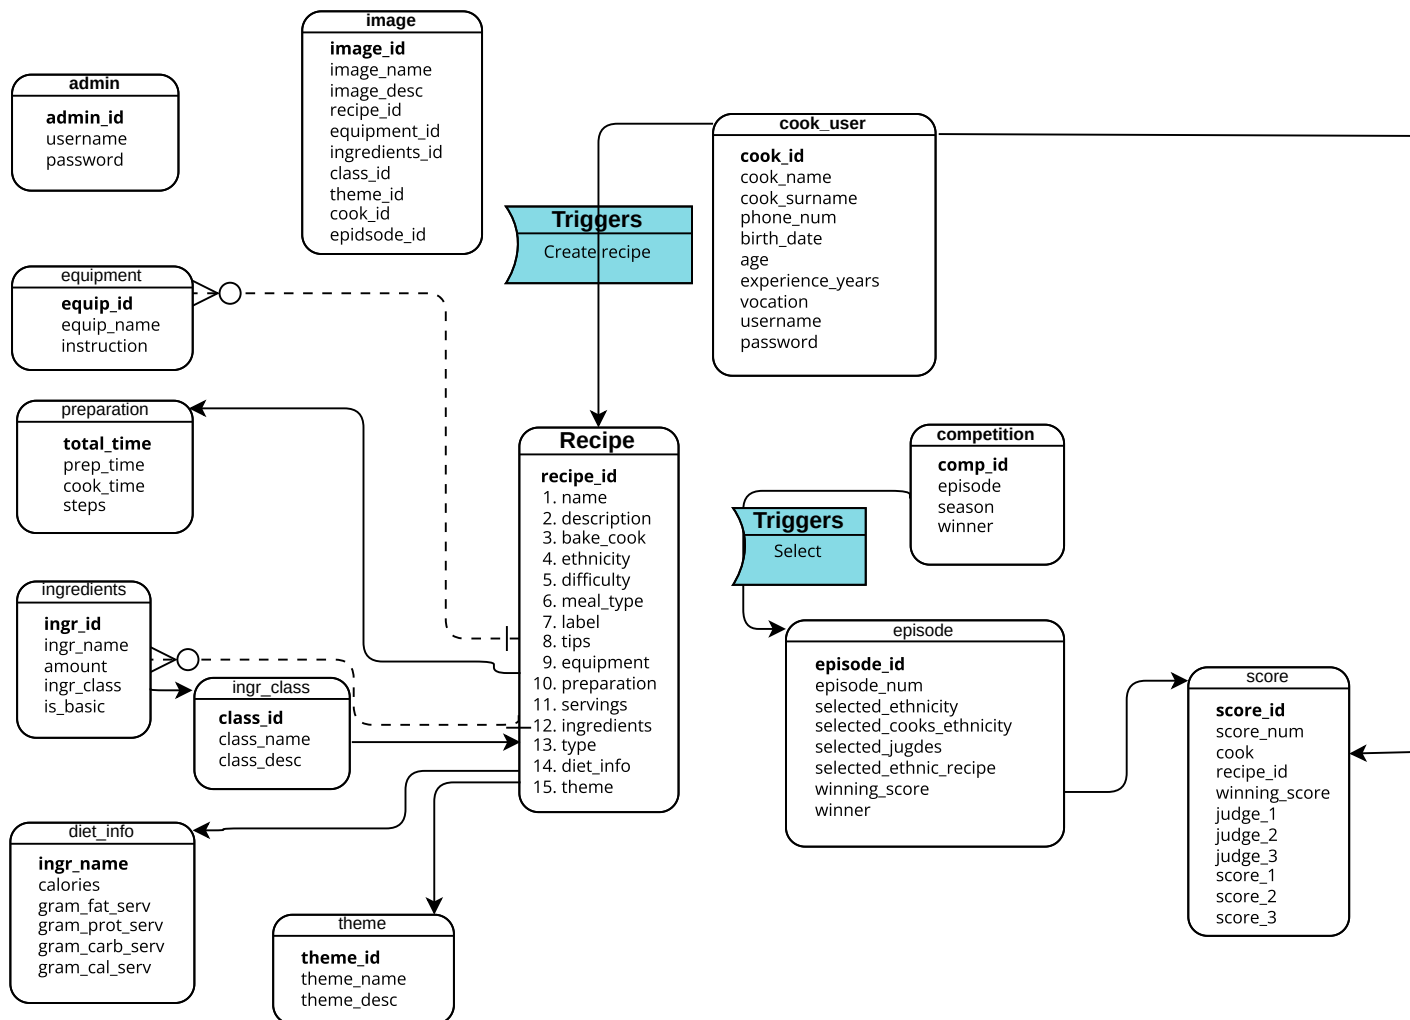 image
image_id
image_name
image_desc
recipe_id
equipment_id
ingredients_id
class_id
theme_id
cook_id
epidsode_id
admin
admin_id
username
password
cook_user
cook_id
cook_name
cook_surname
phone_num
birth_date
age
experience_years
vocation
username
password
Triggers
Create recipe
equipment
equip_id
equip_name
instruction
preparation
total_time
prep_time
cook_time
steps
Recipe
recipe_id
1. name
2. description
3. bake_cook
4. ethnicity
5. difficulty
6. meal_type
7. label
8. tips
9. equipment
10. preparation
11. servings
12. ingredients
13. type
14. diet_info
15. theme
competition
comp_id
episode
season
winner
Triggers
Select
ingredients
ingr_id
ingr_name
amount
ingr_class
is_basic
ingr_class
class_id
class_name
class_desc
episode
episode_id
episode_num
selected_ethnicity
selected_cooks_ethnicity
selected_jugdes
selected_ethnic_recipe
winning_score
winner
score
score_id
score_num
cook
recipe_id
winning_score
judge_1
judge_2
judge_3
score_1
score_2
score_3
diet_info
ingr_name
calories
gram_fat_serv
gram_prot_serv
gram_carb_serv
gram_cal_serv
theme
theme_id
theme_name
theme_desc